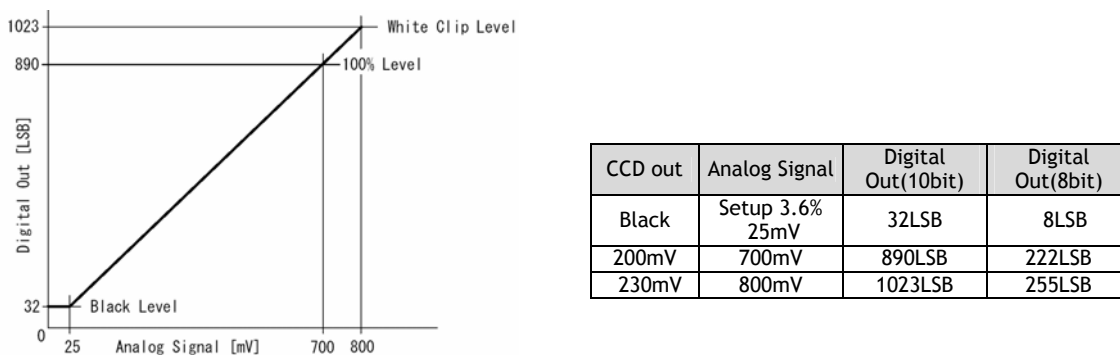 1023
White Clip Level
890
100% Level
Digital Out [LSB]
32
Black Level
0
25
Analog Signal [mV]
700
800
CCD out
Analog Signal
Digital
Out(10bit)
Digital
Out(8bit)
Black
Setup 3.6%
25mV
32LSB
8LSB
200mV
700mV
890LSB
222LSB
230mV
800mV
1023LSB
255LSB